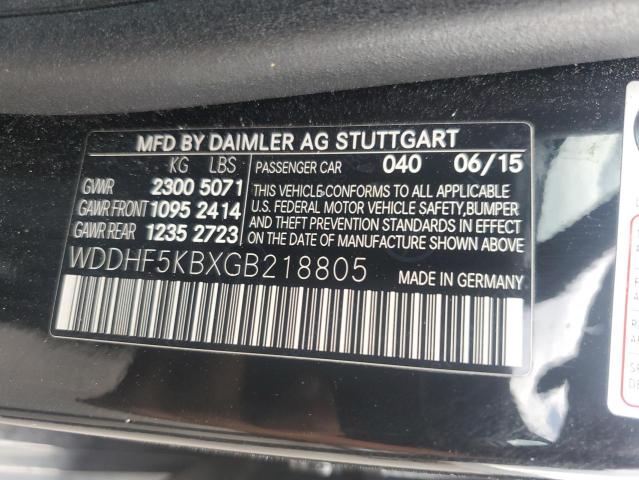 MFD BY DAIMLER AG STUTTGART
KG LBS
GVWR 2300 5071
GAWR FRONT 1095 2414
GAWR REAR 1235 2723
PASSENGER CAR 040 06/15
THIS VEHICLE CONFORMS TO ALL APPLICABLE
U.S. FEDERAL MOTOR VEHICLE SAFETY, BUMPER
AND THEFT PREVENTION STANDARDS IN EFFECT
ON THE DATE OF MANUFACTURE SHOWN ABOVE.
WDDHF5KBXGB218805
MADE IN GERMANY